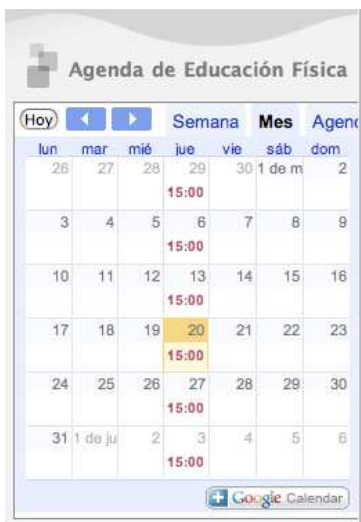 Agenda de Educación Física
Hoy Semana Mes Agen
lun mar mié jue vie sáb dom
26 27 28 29 30 1 de m 2
15:00
3 4 5 6 7 8 9
15:00
10 11 12 13 14 15 16
15:00
17 18 19 20 21 22 23
15:00
24 25 26 27 28 29 30
15:00
31 1 de ju 2 3 4 5 6
15:00
Google Calendar